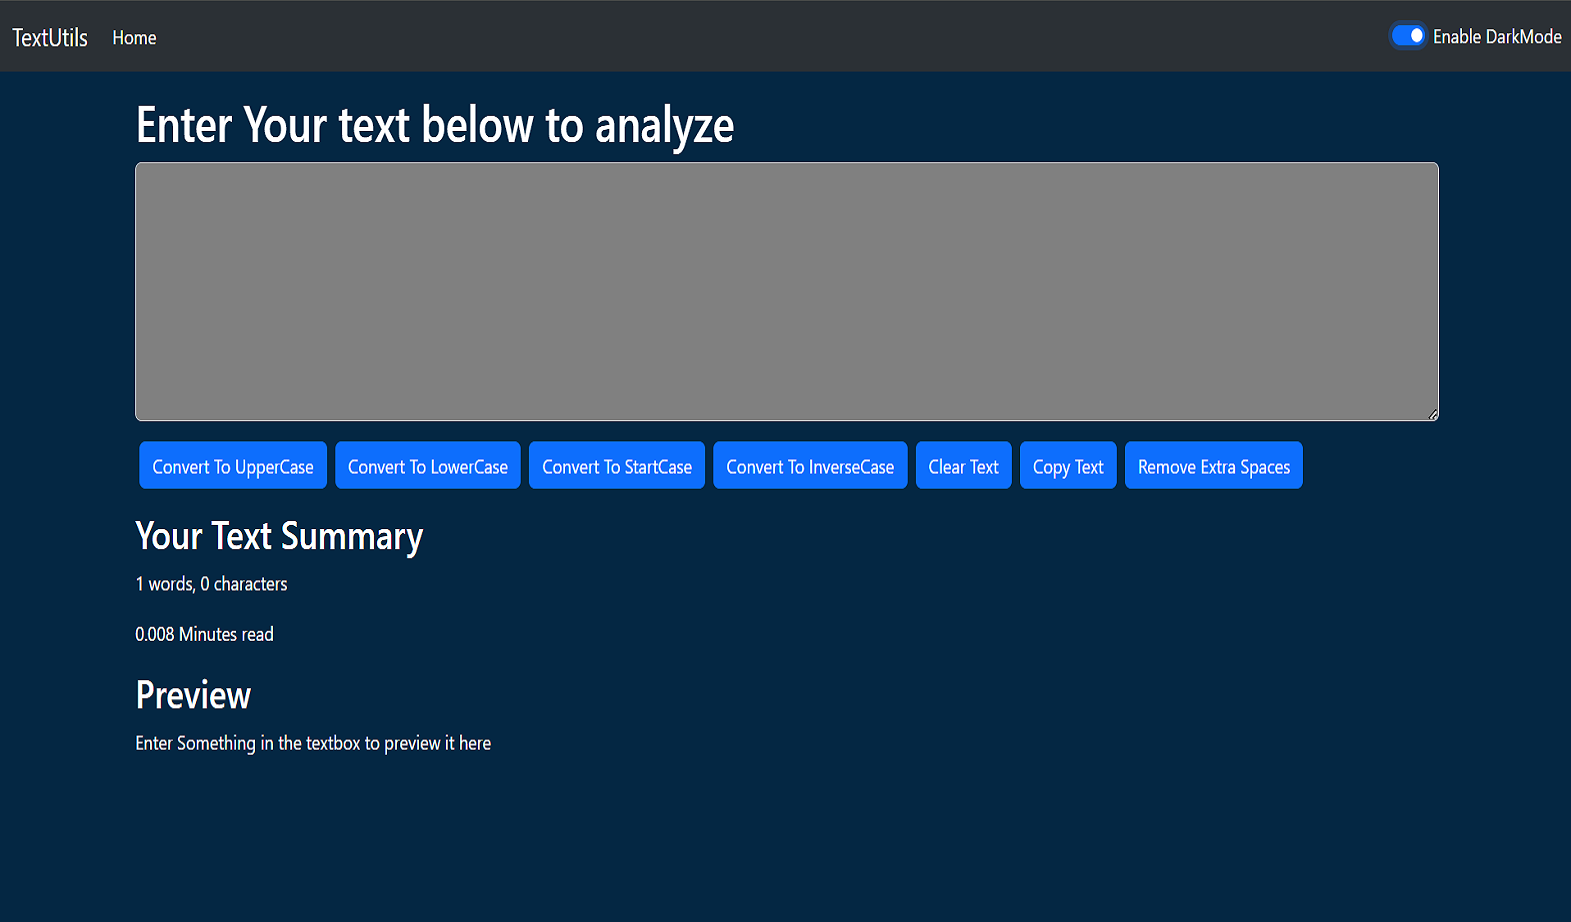 TextUtils Home Enable DarkMode
Enter Your text below to analyze
Convert To UpperCase Convert To LowerCase Convert To StartCase Convert To InverseCase Clear Text Copy Text Remove Extra Spaces
Your Text Summary
1 words, 0 characters
0.008 Minutes read
Preview
Enter Something in the textbox to preview it here